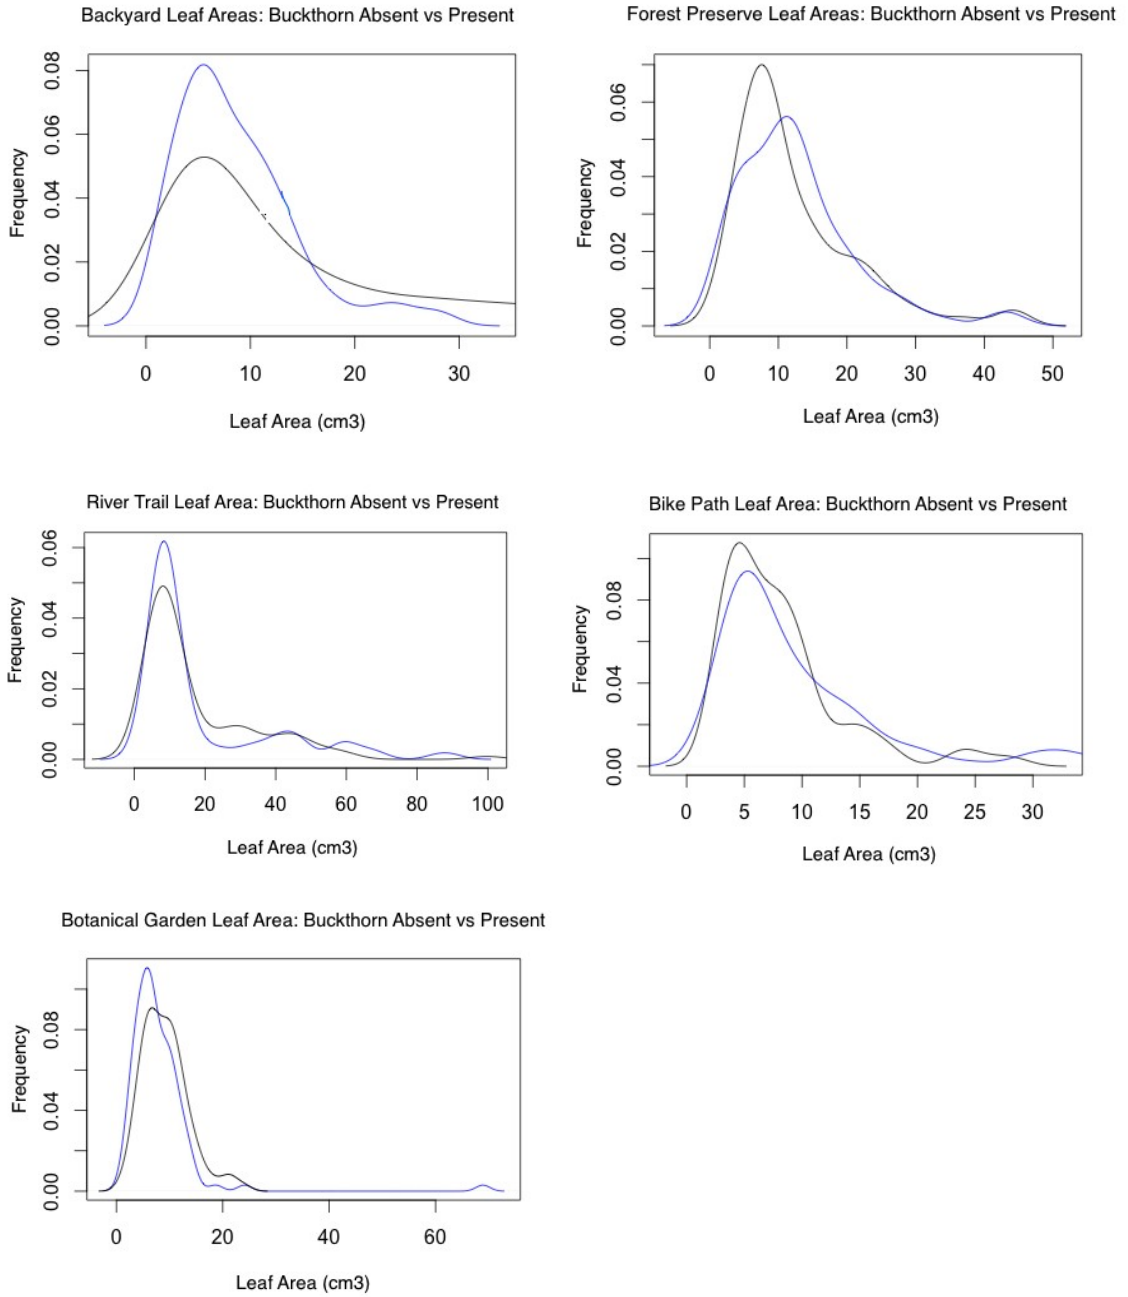 Backyard Leaf Areas: Buckthorn Absent vs Present
Frequency
0.00 0.02 0.04 0.06 0.08
0 10 20 30
Leaf Area (cm3)
Forest Preserve Leaf Areas: Buckthorn Absent vs Present
Frequency
0.00 0.02 0.04 0.06
0 10 20 30 40 50
Leaf Area (cm3)
River Trail Leaf Area: Buckthorn Absent vs Present
Frequency
0.00 0.02 0.04 0.06
0 20 40 60 80 100
Leaf Area (cm3)
Bike Path Leaf Area: Buckthorn Absent vs Present
Frequency
0.00 0.04 0.08
0 5 10 15 20 25 30
Leaf Area (cm3)
Botanical Garden Leaf Area: Buckthorn Absent vs Present
Frequency
0.00 0.04 0.08
0 20 40 60
Leaf Area (cm3)